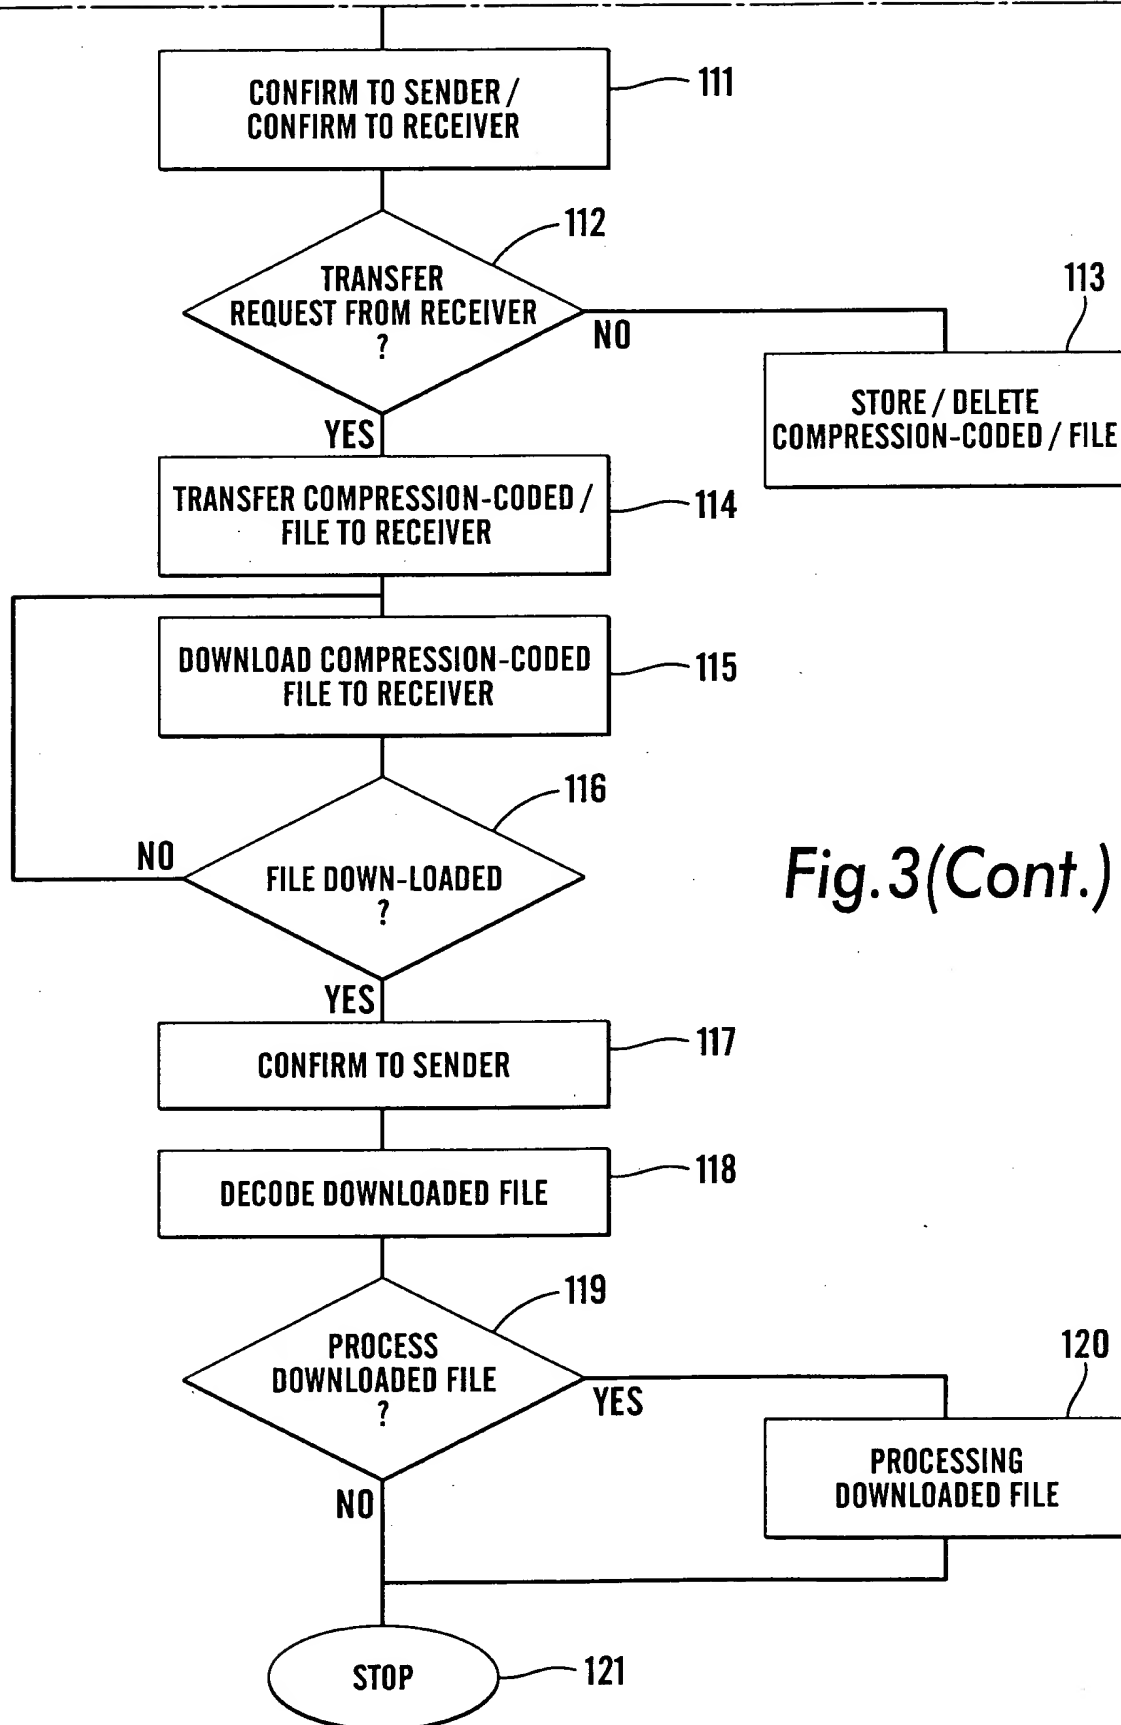 CONFIRM TO SENDER /
CONFIRM TO RECEIVER
111
112
TRANSFER
REQUEST FROM RECEIVER
?
NO
113
STORE / DELETE
COMPRESSION-CODED / FILE
YES
TRANSFER COMPRESSION-CODED /
FILE TO RECEIVER
114
DOWNLOAD COMPRESSION-CODED
FILE TO RECEIVER
115
116
NO
FILE DOWN-LOADED
?
Fig.3(Cont.)
YES
CONFIRM TO SENDER
117
DECODE DOWNLOADED FILE
118
119
PROCESS
DOWNLOADED FILE
?
YES
120
PROCESSING
DOWNLOADED FILE
NO
STOP
121